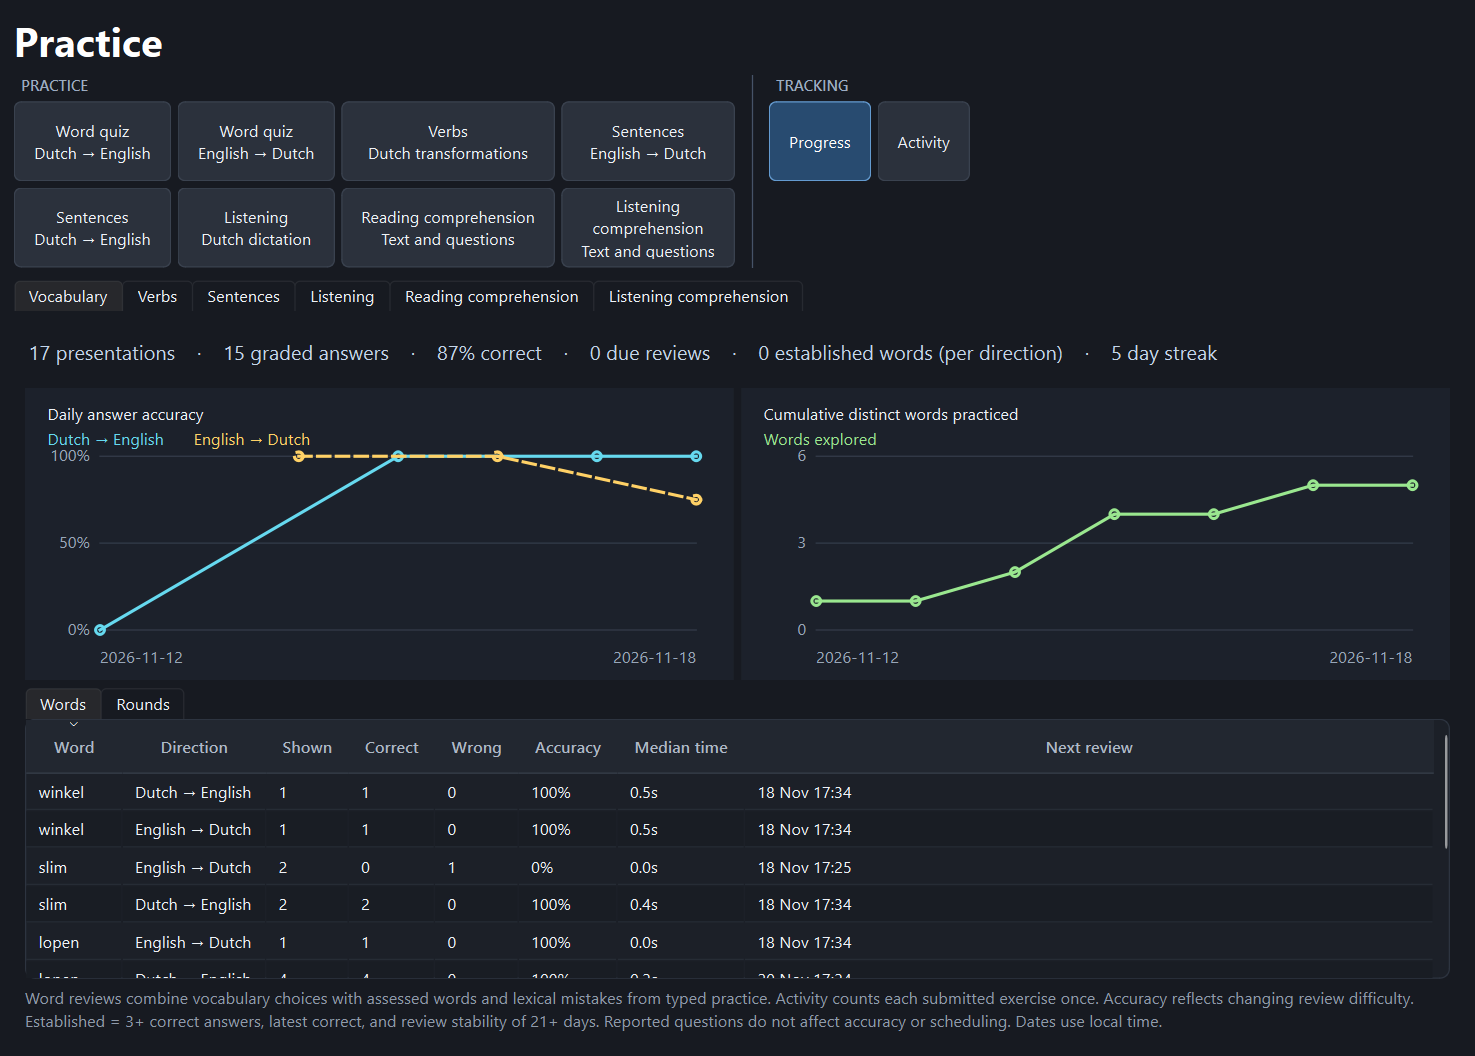 Practice
PRACTICE
TRACKING
Word quiz
Dutch → English
Word quiz
English → Dutch
Verbs
Dutch transformations
Sentences
English → Dutch
Progress
Activity
Sentences
Dutch → English
Listening
Dutch dictation
Reading comprehension
Text and questions
Listening
comprehension
Text and questions
Vocabulary Verbs Sentences Listening Reading comprehension Listening comprehension
17 presentations · 15 graded answers · 87% correct · 0 due reviews · 0 established words (per direction) · 5 day streak
Daily answer accuracy
Dutch → English English → Dutch
100%
50%
0%
2026-11-12 2026-11-18
Cumulative distinct words practiced
Words explored
6
3
0
2026-11-12 2026-11-18
Words Rounds
Word Direction Shown Correct Wrong Accuracy Median time Next review
winkel Dutch → English 1 1 0 100% 0.5s 18 Nov 17:34
winkel English → Dutch 1 1 0 100% 0.5s 18 Nov 17:34
slim English → Dutch 2 0 1 0% 0.0s 18 Nov 17:25
slim Dutch → English 2 2 0 100% 0.4s 18 Nov 17:34
lopen English → Dutch 1 1 0 100% 0.0s 18 Nov 17:34
Word reviews combine vocabulary choices with assessed words and lexical mistakes from typed practice. Activity counts each submitted exercise once. Accuracy reflects changing review difficulty.
Established = 3+ correct answers, latest correct, and review stability of 21+ days. Reported questions do not affect accuracy or scheduling. Dates use local time.